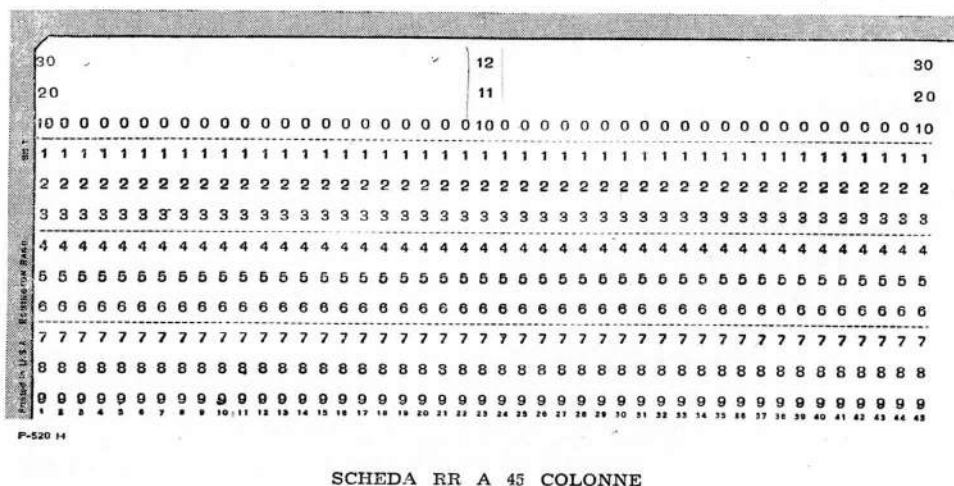 30 12 30
20 11 20
10 0 0 0 0 0 0 0 0 0 0 0 0 0 0 0 0 0 0 0 0 0 10 0 0 0 0 0 0 0 0 0 0 0 0 0 0 0 0 0 0 0 0 0 10
1 1 1 1 1 1 1 1 1 1 1 1 1 1 1 1 1 1 1 1 1 1 1 1 1 1 1 1 1 1 1 1 1 1 1 1 1 1 1 1 1 1 1 1 1
2 2 2 2 2 2 2 2 2 2 2 2 2 2 2 2 2 2 2 2 2 2 2 2 2 2 2 2 2 2 2 2 2 2 2 2 2 2 2 2 2 2 2 2 2
3 3 3 3 3 3 3 3 3 3 3 3 3 3 3 3 3 3 3 3 3 3 3 3 3 3 3 3 3 3 3 3 3 3 3 3 3 3 3 3 3 3 3 3 3
4 4 4 4 4 4 4 4 4 4 4 4 4 4 4 4 4 4 4 4 4 4 4 4 4 4 4 4 4 4 4 4 4 4 4 4 4 4 4 4 4 4 4 4 4
5 5 5 5 5 5 5 5 5 5 5 5 5 5 5 5 5 5 5 5 5 5 5 5 5 5 5 5 5 5 5 5 5 5 5 5 5 5 5 5 5 5 5 5 5
6 6 6 6 6 6 6 6 6 6 6 6 6 6 6 6 6 6 6 6 6 6 6 6 6 6 6 6 6 6 6 6 6 6 6 6 6 6 6 6 6 6 6 6 6
7 7 7 7 7 7 7 7 7 7 7 7 7 7 7 7 7 7 7 7 7 7 7 7 7 7 7 7 7 7 7 7 7 7 7 7 7 7 7 7 7 7 7 7 7
8 8 8 8 8 8 8 8 8 8 8 8 8 8 8 8 8 8 8 8 8 8 8 8 8 8 8 8 8 8 8 8 8 8 8 8 8 8 8 8 8 8 8 8 8
9 9 9 9 9 9 9 9 9 9 9 9 9 9 9 9 9 9 9 9 9 9 9 9 9 9 9 9 9 9 9 9 9 9 9 9 9 9 9 9 9 9 9 9 9
1 2 3 4 5 6 7 8 9 10 11 12 13 14 15 16 17 18 19 20 21 22 23 24 25 26 27 28 29 30 31 32 33 34 35 36 37 38 39 40 41 42 43 44 45
Printed in U.S.A. Remington Rand
P-520 H
SCHEDA RR A 45 COLONNE